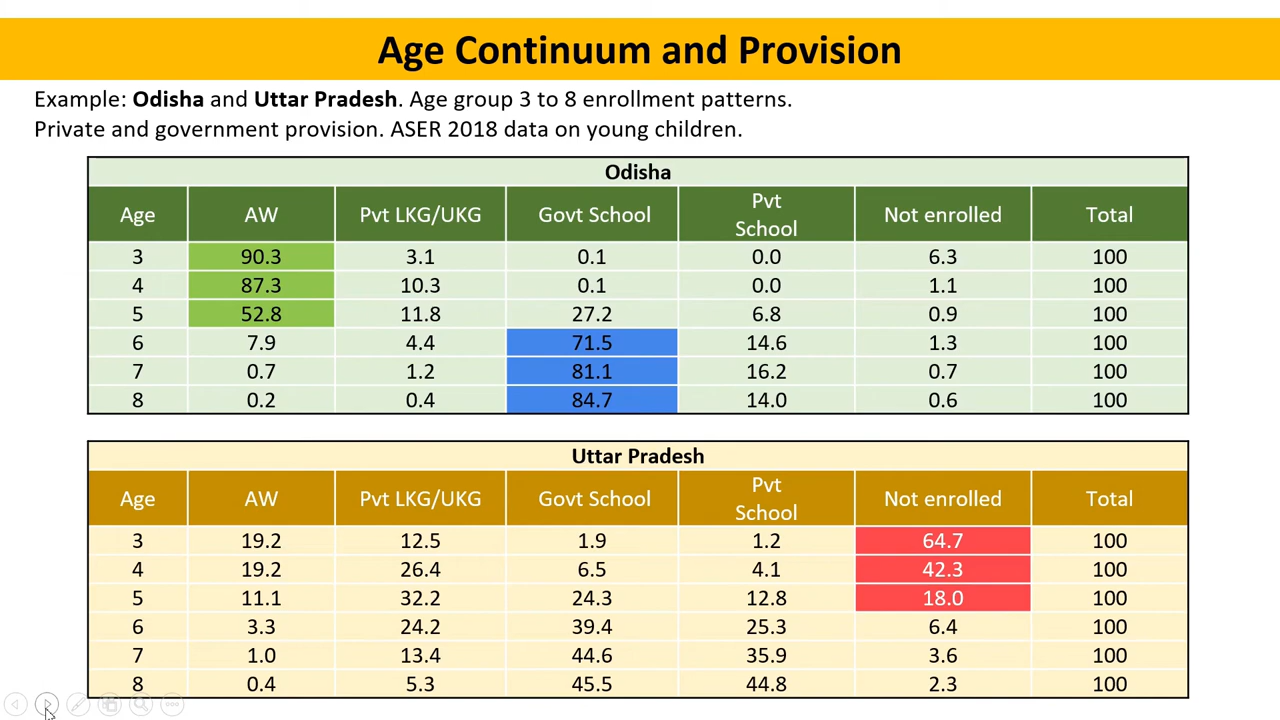 Age Continuum and Provision
Example: Odisha and Uttar Pradesh. Age group 3 to 8 enrollment patterns.
Private and government provision. ASER 2018 data on young children.
Odisha
Age AW Pvt LKG/UKG Govt School Pvt School Not enrolled Total
3 90.3 3.1 0.1 0.0 6.3 100
4 87.3 10.3 0.1 0.0 1.1 100
5 52.8 11.8 27.2 6.8 0.9 100
6 7.9 4.4 71.5 14.6 1.3 100
7 0.7 1.2 81.1 16.2 0.7 100
8 0.2 0.4 84.7 14.0 0.6 100
Uttar Pradesh
Age AW Pvt LKG/UKG Govt School Pvt School Not enrolled Total
3 19.2 12.5 1.9 1.2 64.7 100
4 19.2 26.4 6.5 4.1 42.3 100
5 11.1 32.2 24.3 12.8 18.0 100
6 3.3 24.2 39.4 25.3 6.4 100
7 1.0 13.4 44.6 35.9 3.6 100
8 0.4 5.3 45.5 44.8 2.3 100